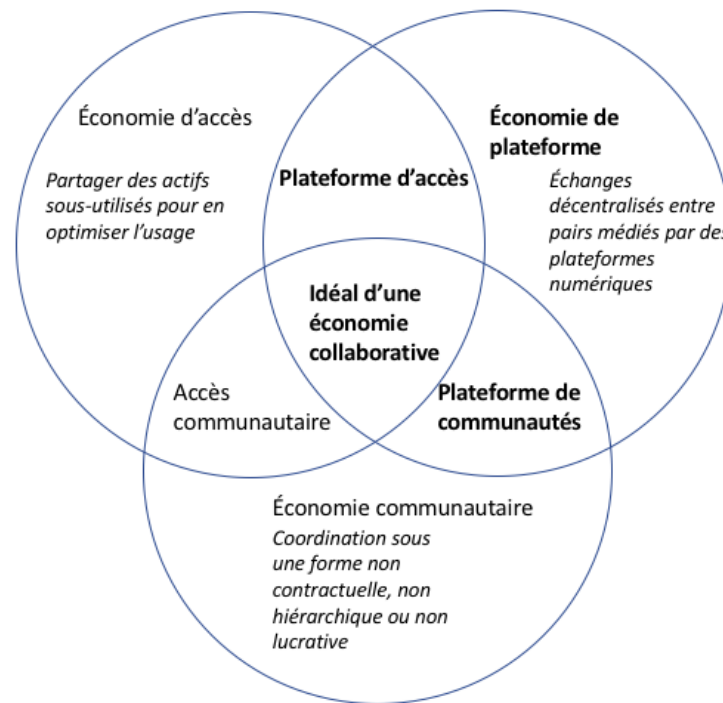 Économie d'accès
Partager des actifs
sous-utilisés pour en
optimiser l'usage
Plateforme d'accès
Économie de
plateforme
Échanges
décentralisés entre
pairs médiés par des
plateformes
numériques
Idéal d'une
économie
collaborative
Accès
communautaire
Plateforme de
communautés
Économie communautaire
Coordination sous
une forme non
contractuelle, non
hiérarchique ou non
lucrative